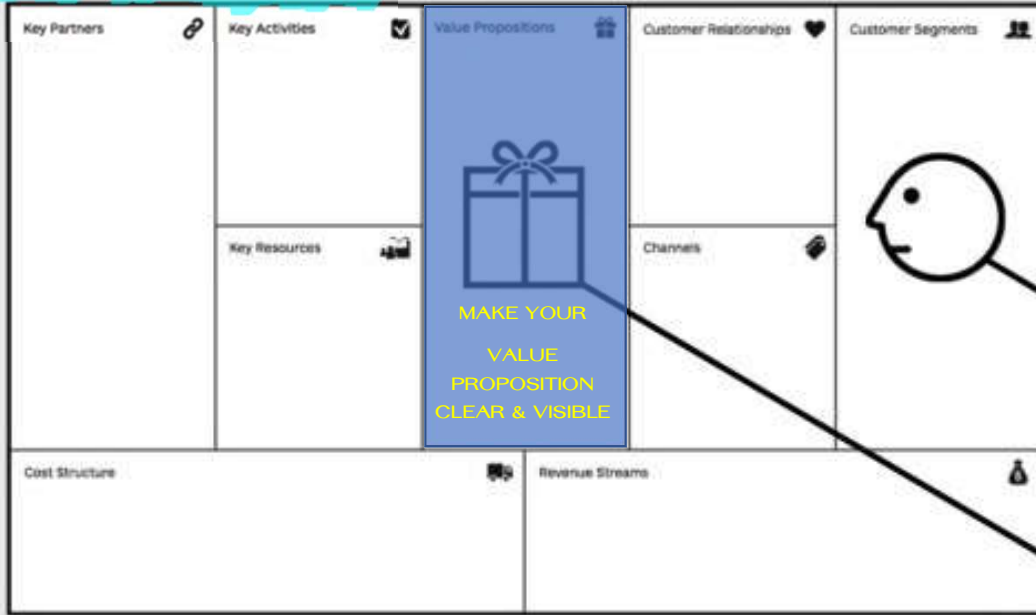 Key Partners
Key Activities
Value Propositions
Customer Relationships
Customer Segments
Key Resources
Channels
MAKE YOUR
VALUE
PROPOSITION
CLEAR & VISIBLE
Cost Structure
Revenue Streams